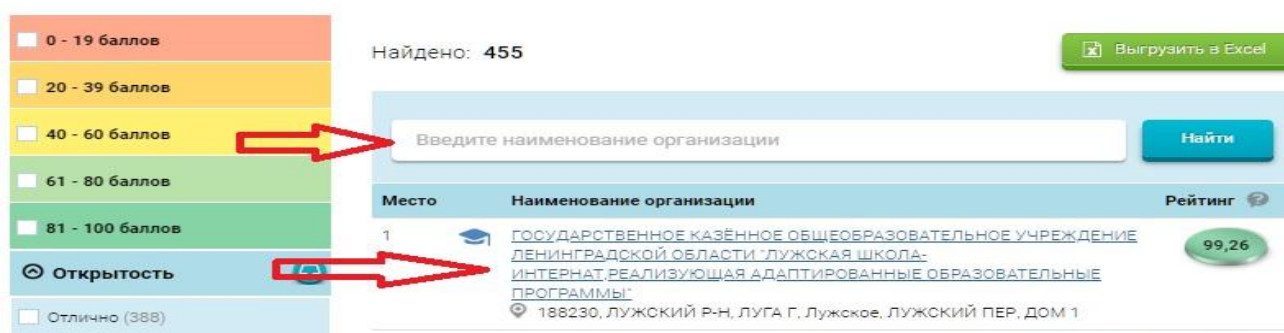 0 - 19 баллов
20 - 39 баллов
40 - 60 баллов
61 - 80 баллов
81 - 100 баллов
Открытость
Отлично (388)
Найдено: 455
Выгрузить в Excel
Введите наименование организации
Найти
Место Наименование организации Рейтинг
1
ГОСУДАРСТВЕННОЕ КАЗЁННОЕ ОБЩЕОБРАЗОВАТЕЛЬНОЕ УЧРЕЖДЕНИЕ
ЛЕНИНГРАДСКОЙ ОБЛАСТИ "ЛУЖСКАЯ ШКОЛА-
ИНТЕРНАТ,РЕАЛИЗУЮЩАЯ АДАПТИРОВАННЫЕ ОБРАЗОВАТЕЛЬНЫЕ
ПРОГРАММЫ"
188230, ЛУЖСКИЙ Р-Н, ЛУГА Г, Лужское, ЛУЖСКИЙ ПЕР, ДОМ 1
99,26